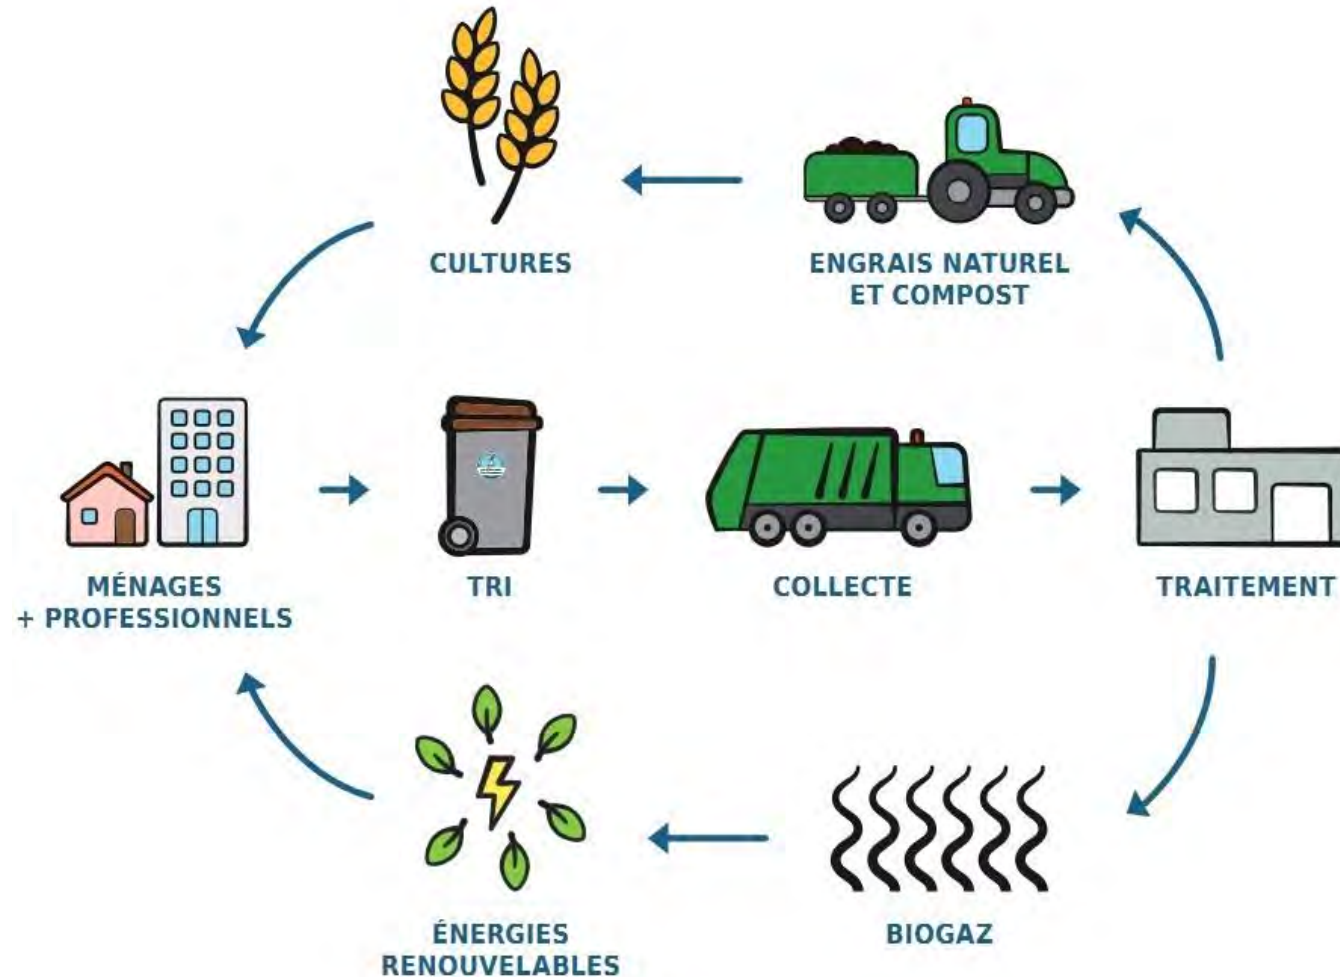 CULTURES
ENGRAIS NATUREL
ET COMPOST
MÉNAGES
+ PROFESSIONNELS
TRI
COLLECTE
TRAITEMENT
ÉNERGIES
RENOUVELABLES
BIOGAZ